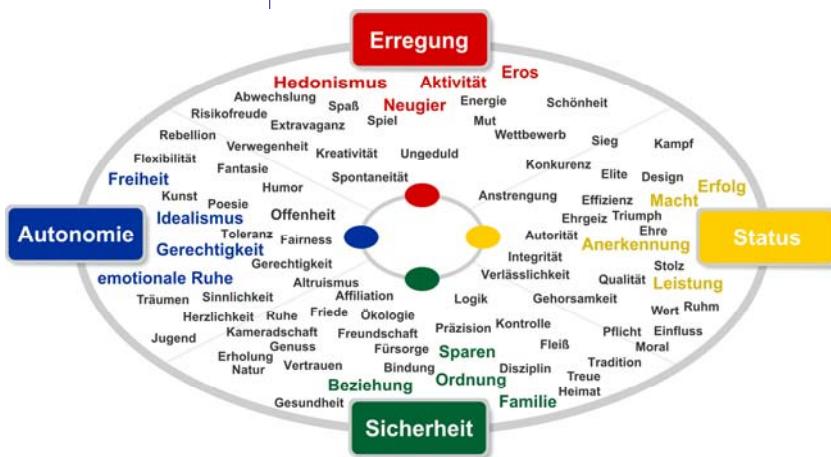 Erregung
Eros
Hedonismus
Aktivität
Abwechslung
Spaß
Neugier
Energie
Schönheit
Risikofreude
Extravaganz
Spiel
Mut
Rebellion
Wettbewerb
Sieg
Kampf
Verwegenheit
Kreativität
Ungeduld
Flexibilität
Fantasie
Konkurenz
Elite
Design
Freiheit
Spontaneität
Humor
Kunst
Poesie
Anstrengung
Effizienz
Macht
Erfolg
Idealismus
Offenheit
Ehrgeiz
Triumph
Ehre
Autonomie
Toleranz
Fairness
Autorität
Anerkennung
Status
Gerechtigkeit
Gerechtigkeit
Integrität
Stolz
emotionale Ruhe
Altruismus
Verlässlichkeit
Qualität
Leistung
Träumen
Sinnlichkeit
Affiliation
Logik
Gehorsamkeit
Herzlichkeit
Ruhe
Friede
Ökologie
Wert
Ruhm
Jugend
Kameradschaft
Freundschaft
Präzision
Kontrolle
Pflicht
Einfluss
Genuss
Fürsorge
Sparen
Fleiß
Moral
Erholung
Natur
Vertrauen
Bindung
Disziplin
Tradition
Beziehung
Ordnung
Treue
Heimat
Gesundheit
Familie
Sicherheit